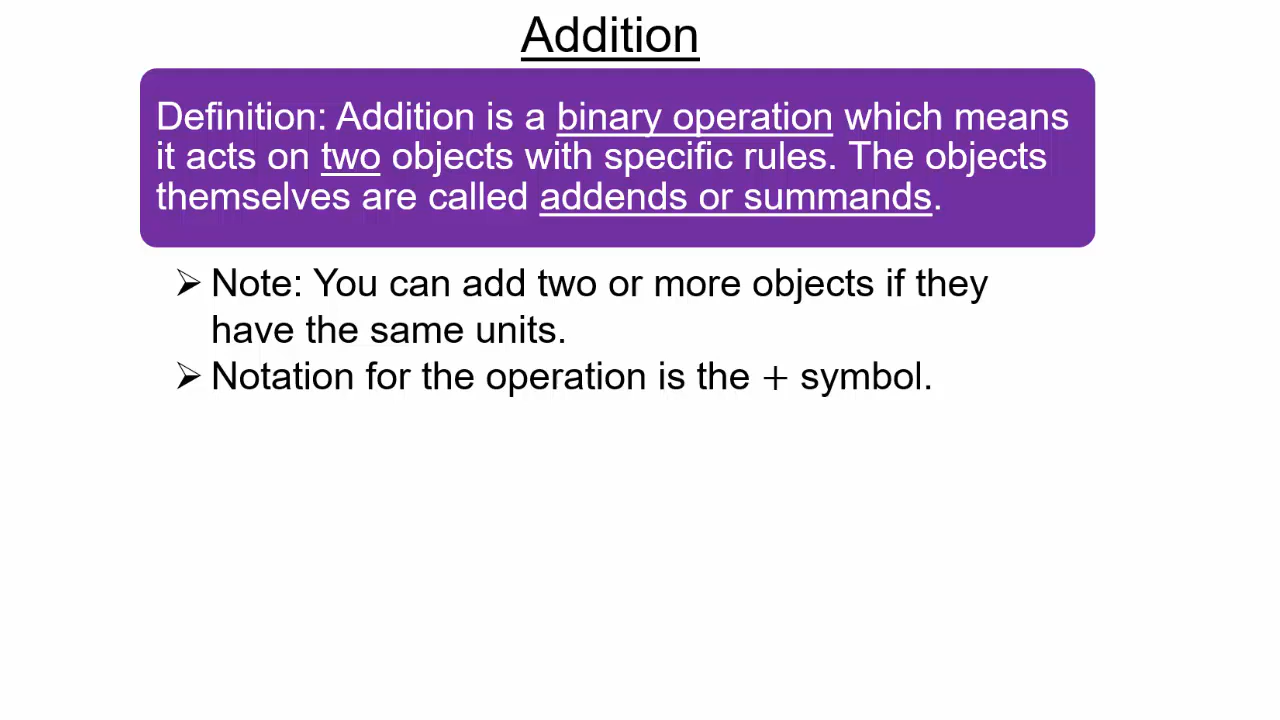 Addition
Definition: Addition is a binary operation which means
it acts on two objects with specific rules. The objects
themselves are called addends or summands.
➢ Note: You can add two or more objects if they
have the same units.
➢ Notation for the operation is the + symbol.